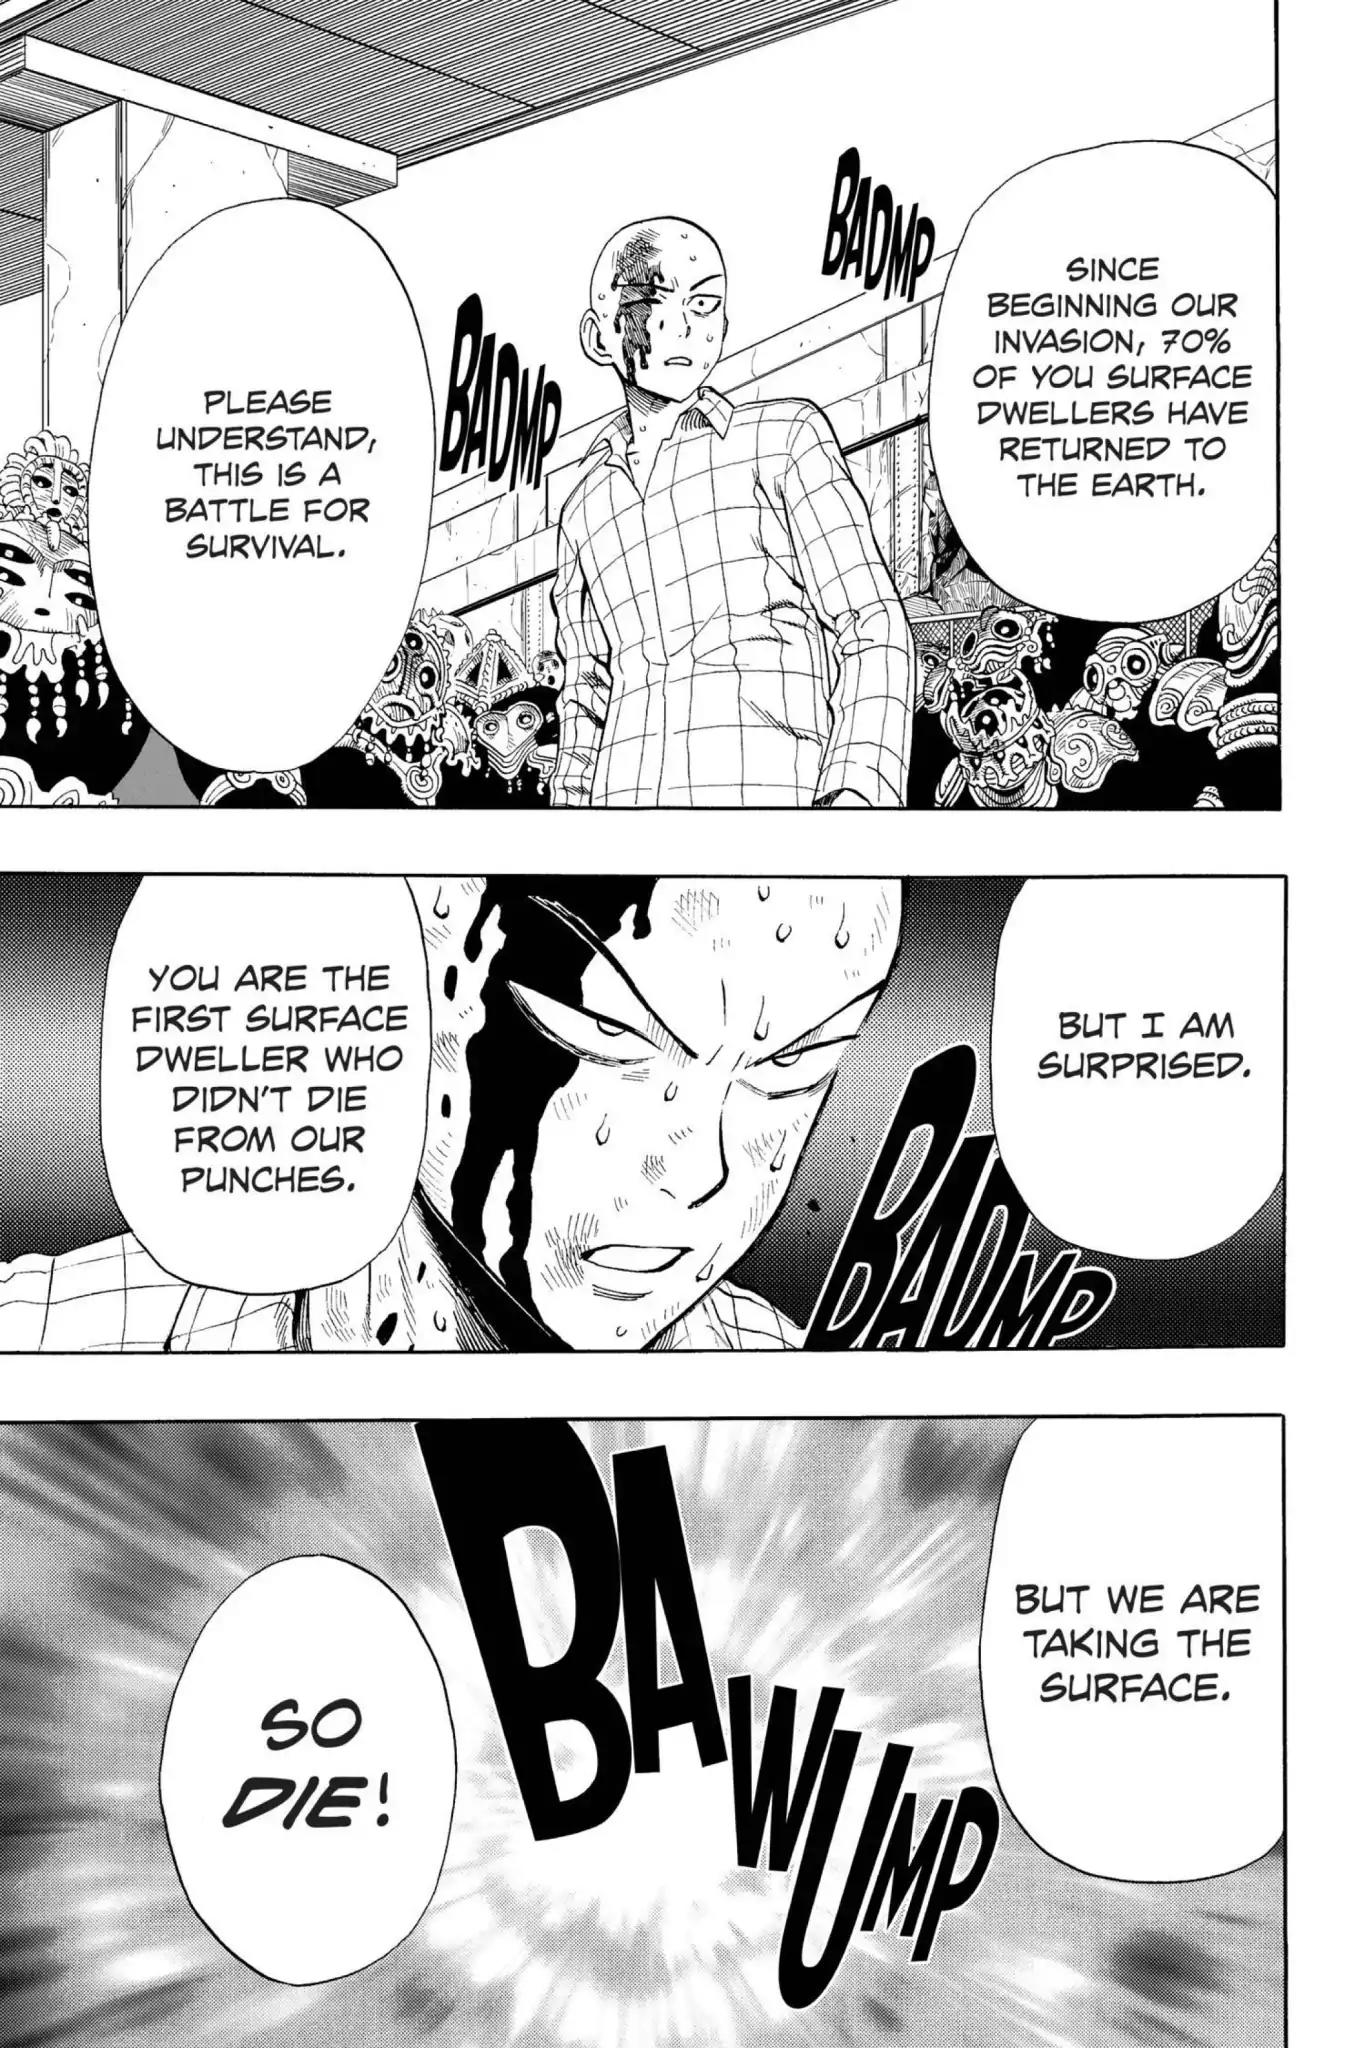 SINCE
BEGINNING OUR
INVASION, 70%
OF YOU SURFACE
DWELLERS HAVE
RETURNED TO
THE EARTH.
BADMP
BADMP
PLEASE
UNDERSTAND,
THIS IS A
BATTLE FOR
SURVIVAL.
BUT I AM
SURPRISED.
BADMP
YOU ARE THE
FIRST SURFACE
DWELLER WHO
DIDN'T DIE
FROM OUR
PUNCHES.
BUT WE ARE
TAKING THE
SURFACE.
BAWUMP
SO
DIE!